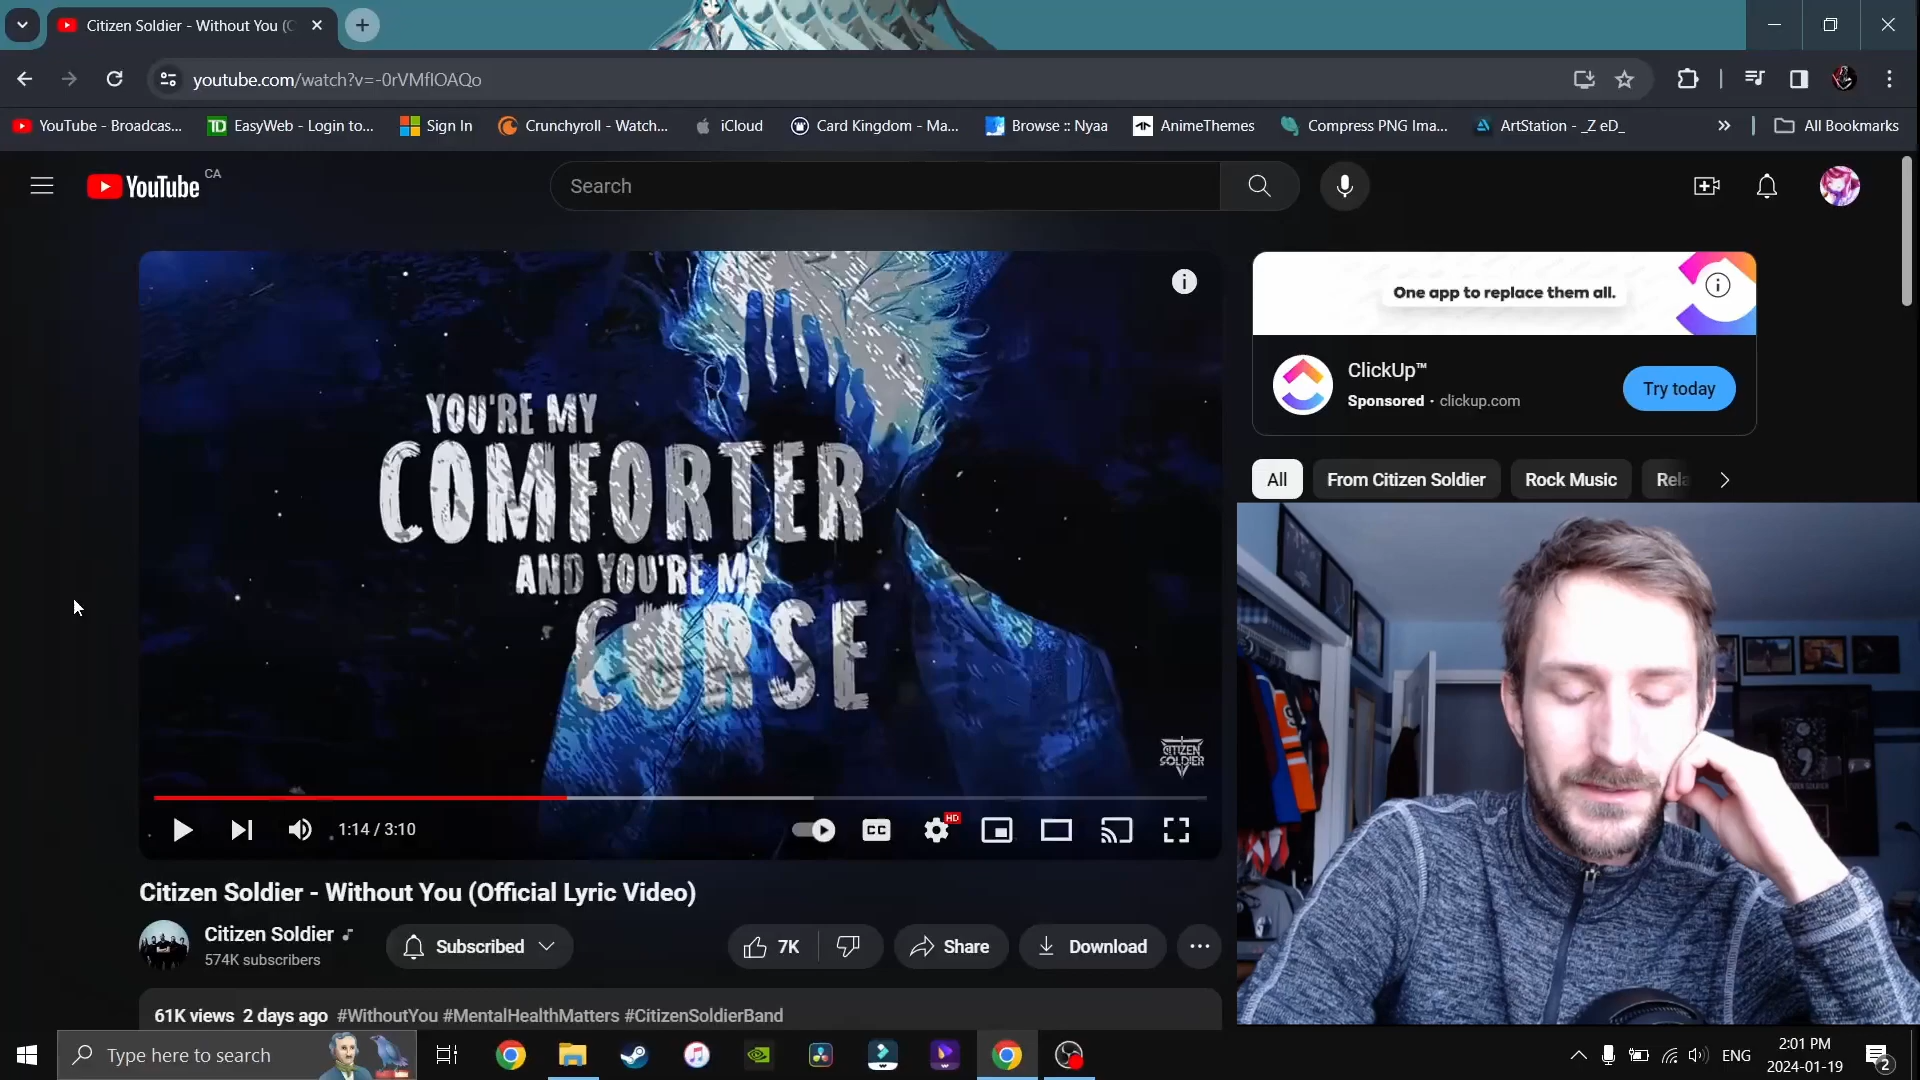 Citizen Soldier - Without You (
youtube.com/watch?v=-0rVMfIOAQo
YouTube - Broadcas...
EasyWeb - Login to...
Sign In
Crunchyroll - Watch...
iCloud
Card Kingdom - Ma...
Browse :: Nyaa
AnimeThemes
Compress PNG Ima...
ArtStation - _Z eD_
All Bookmarks
YouTube CA
Search
YOU'RE MY
COMFORTER
AND YOU'RE MY
CURSE
CITIZEN
SOLDIER
1:14 / 3:10
CC
HD
One app to replace them all.
ClickUp™
Sponsored · clickup.com
Try today
All
From Citizen Soldier
Rock Music
Rela
Citizen Soldier - Without You (Official Lyric Video)
Citizen Soldier
574K subscribers
Subscribed
7K
Share
Download
61K views 2 days ago #WithoutYou #MentalHealthMatters #CitizenSoldierBand
Type here to search
ENG
2:01 PM
2024-01-19
2